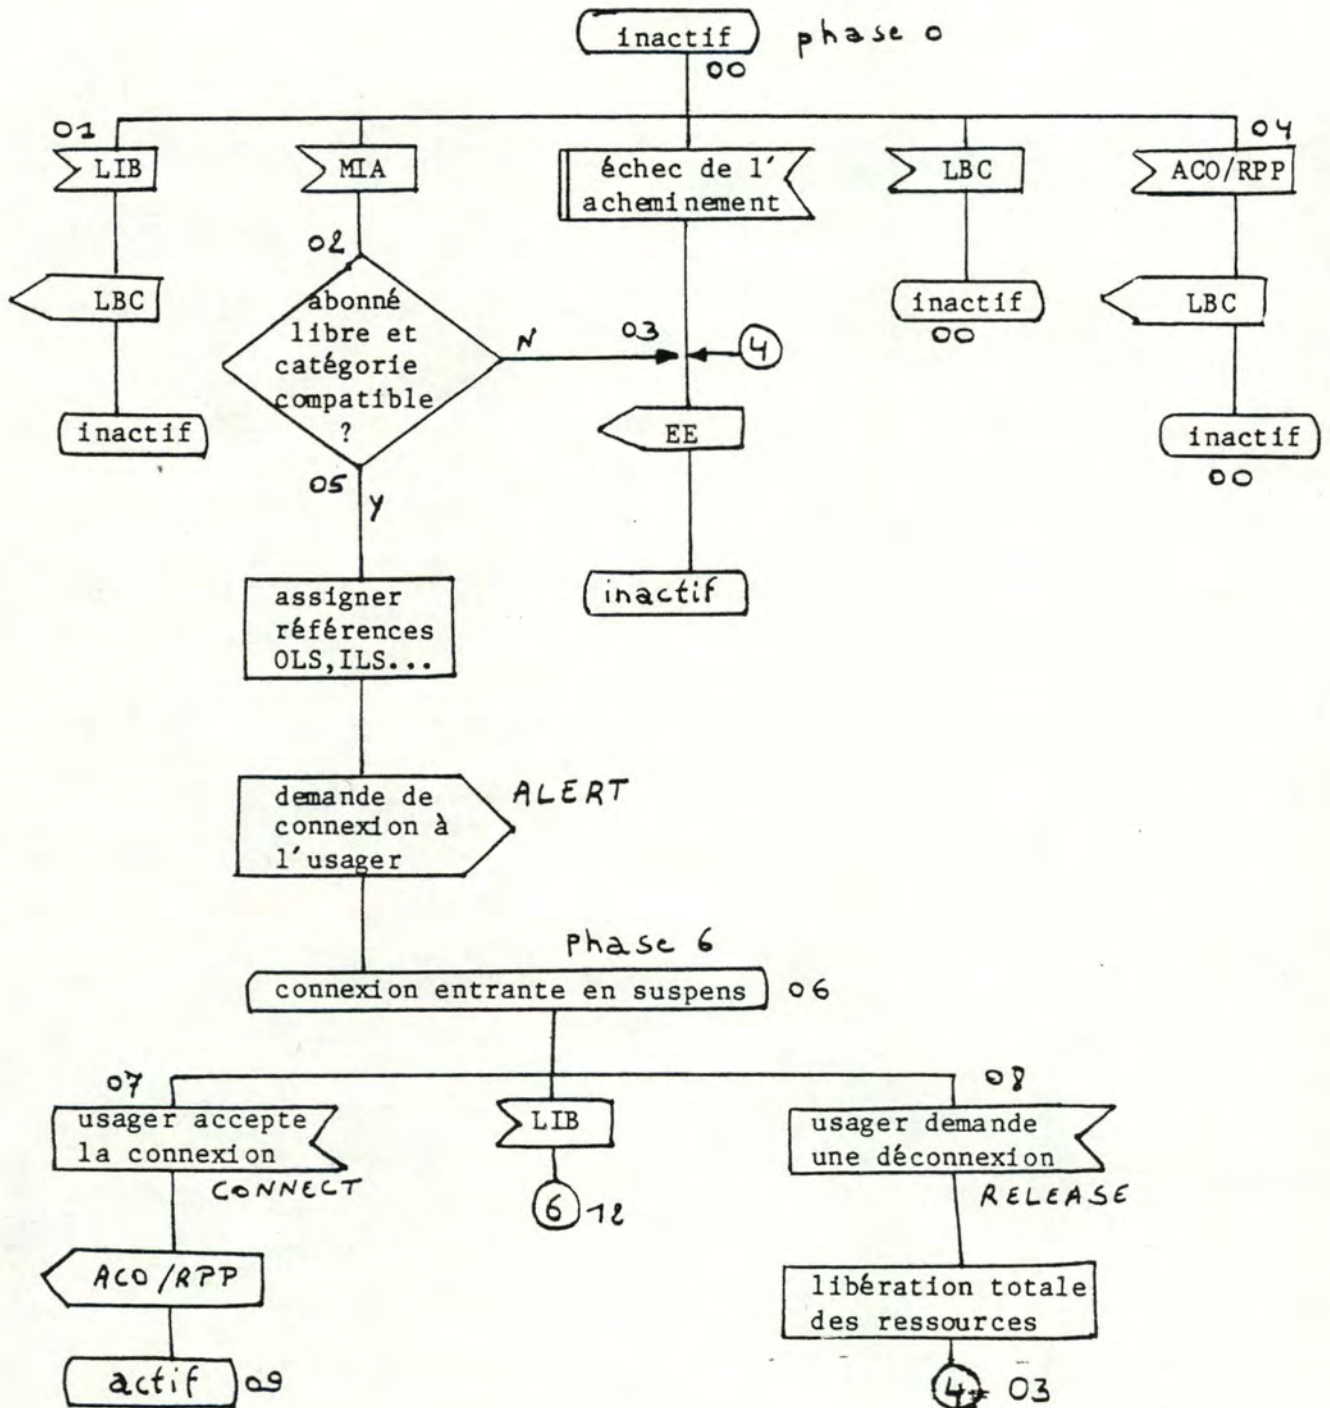 inactif phase 0
00
01
04
LIB
MIA
échec de l'
acheminement
LBC
ACO/RPP
02
LBC
abonné
libre et
catégorie
compatible
?
N
03
4
inactif
00
LBC
inactif
EE
inactif
00
05
Y
assigner
références
OLS,ILS...
inactif
demande de
connexion à
l'usager
ALERT
phase 6
connexion entrante en suspens 06
07
08
usager accepte
la connexion
CONNECT
LIB
usager demande
une déconnexion
RELEASE
6 12
ACO/RPP
libération totale
des ressources
actif 09
4 03